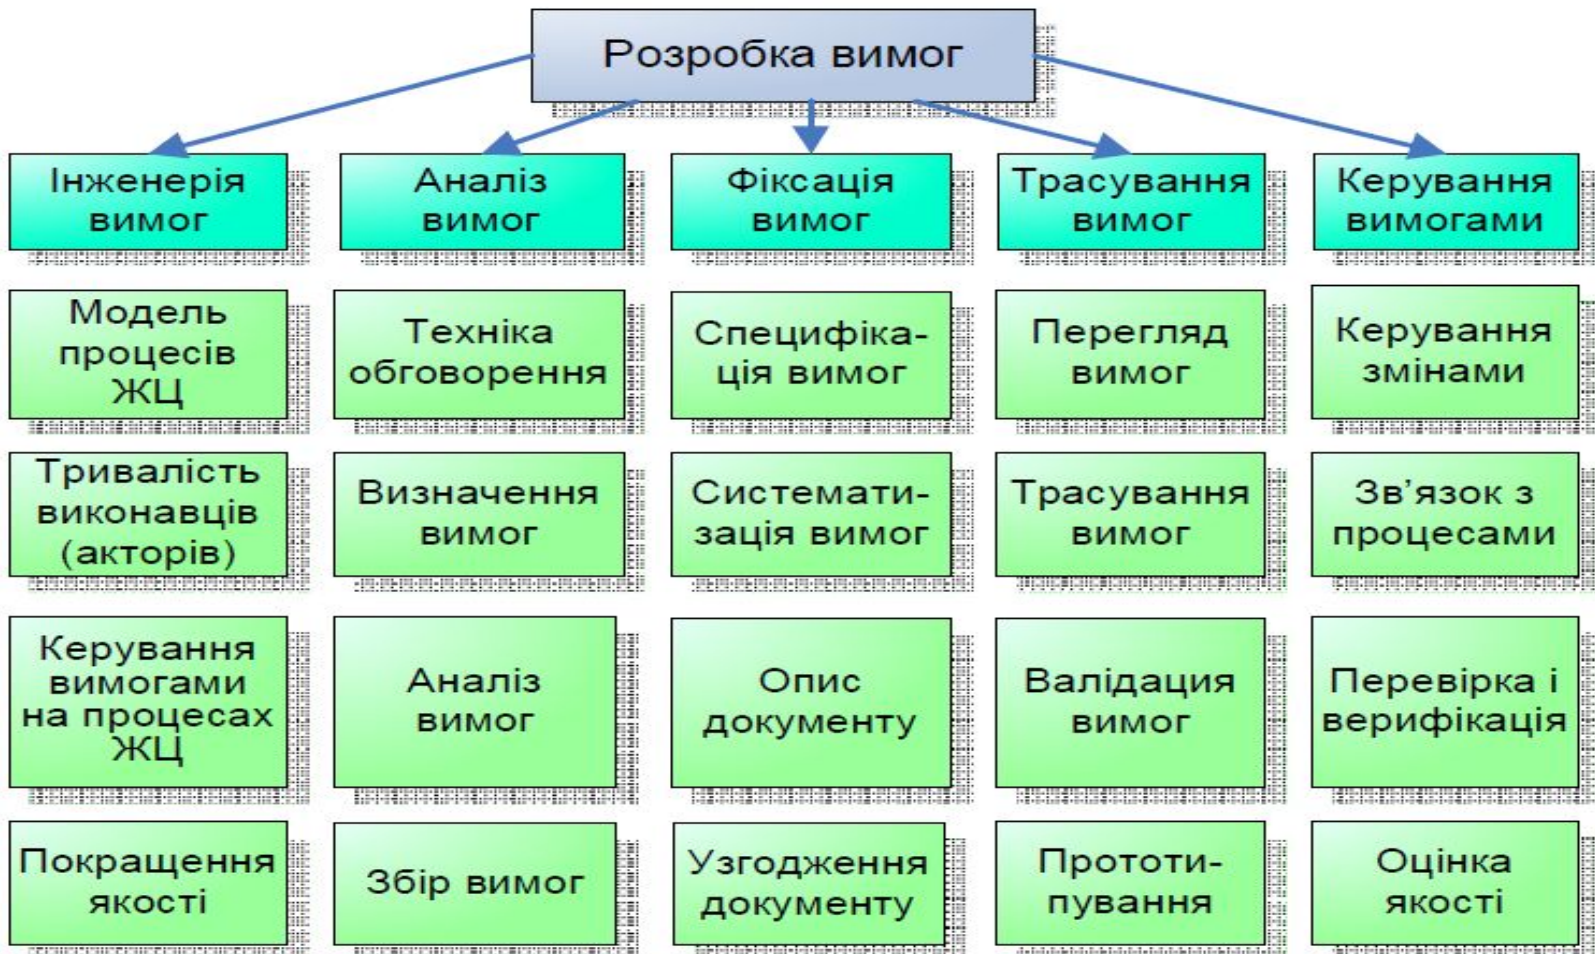 Розробка вимог
Інженерія
вимог
Аналіз
вимог
Фіксація
вимог
Трасування
вимог
Керування
вимогами
Модель
процесів
ЖЦ
Техніка
обговорення
Специфіка-
ція вимог
Перегляд
вимог
Керування
змінами
Тривалість
виконавців
(акторів)
Визначення
вимог
Системати-
зація вимог
Трасування
вимог
Зв’язок з
процесами
Керування
вимогами
на процесах
ЖЦ
Аналіз
вимог
Опис
документу
Валідация
вимог
Перевірка і
верифікація
Покращення
якості
Збір вимог
Узгодження
документу
Прототи-
пування
Оцінка
якості